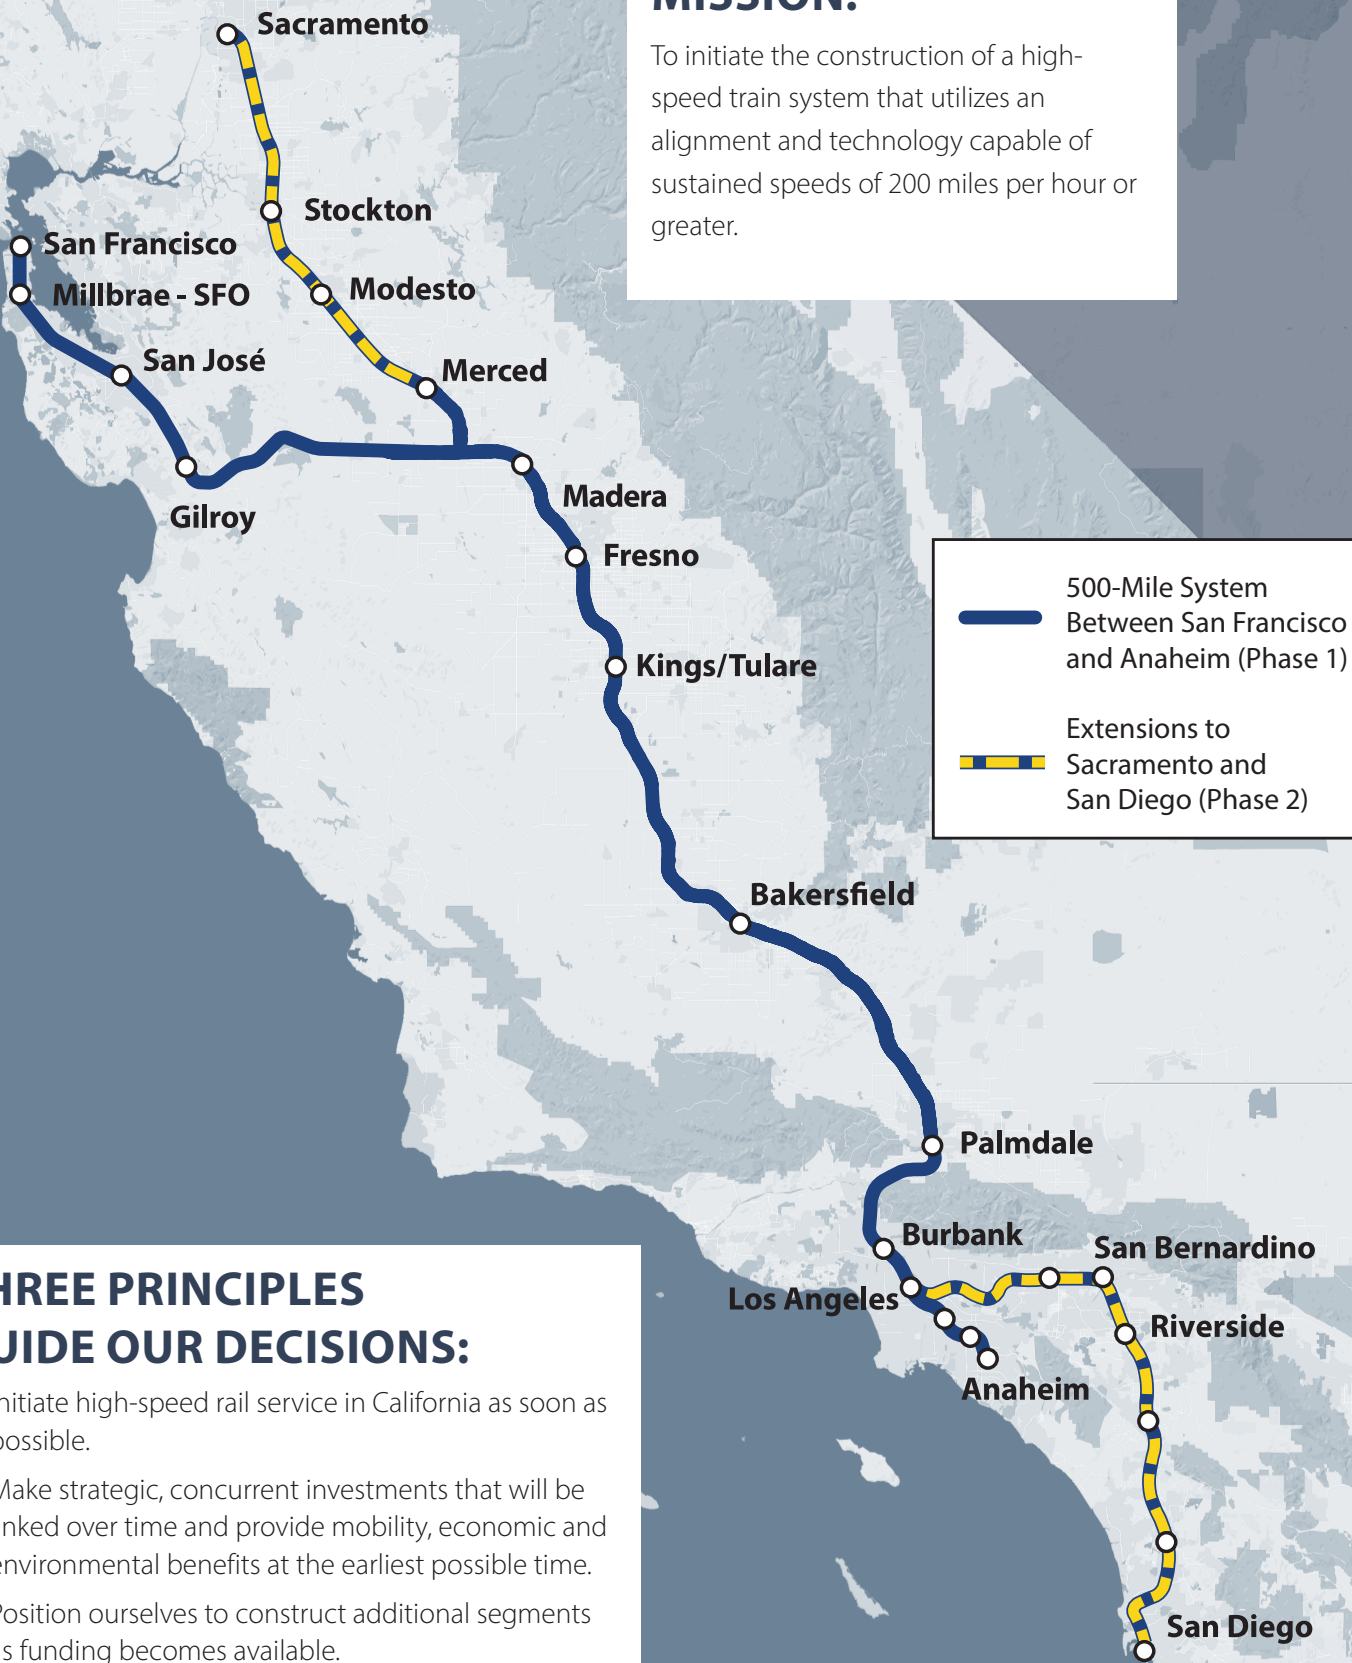 MISSION:
To initiate the construction of a high-
speed train system that utilizes an
alignment and technology capable of
sustained speeds of 200 miles per hour or
greater.
Sacramento
Stockton
San Francisco
Modesto
Millbrae - SFO
San José
Merced
Madera
Gilroy
Fresno
Kings/Tulare
500-Mile System
Between San Francisco
and Anaheim (Phase 1)
Extensions to
Sacramento and
San Diego (Phase 2)
Bakersfield
Palmdale
Burbank
San Bernardino
Los Angeles
Riverside
Anaheim
San Diego
HREE PRINCIPLES
UIDE OUR DECISIONS:
nitiate high-speed rail service in California as soon as
possible.
Make strategic, concurrent investments that will be
nked over time and provide mobility, economic and
environmental benefits at the earliest possible time.
Position ourselves to construct additional segments
s funding becomes available.